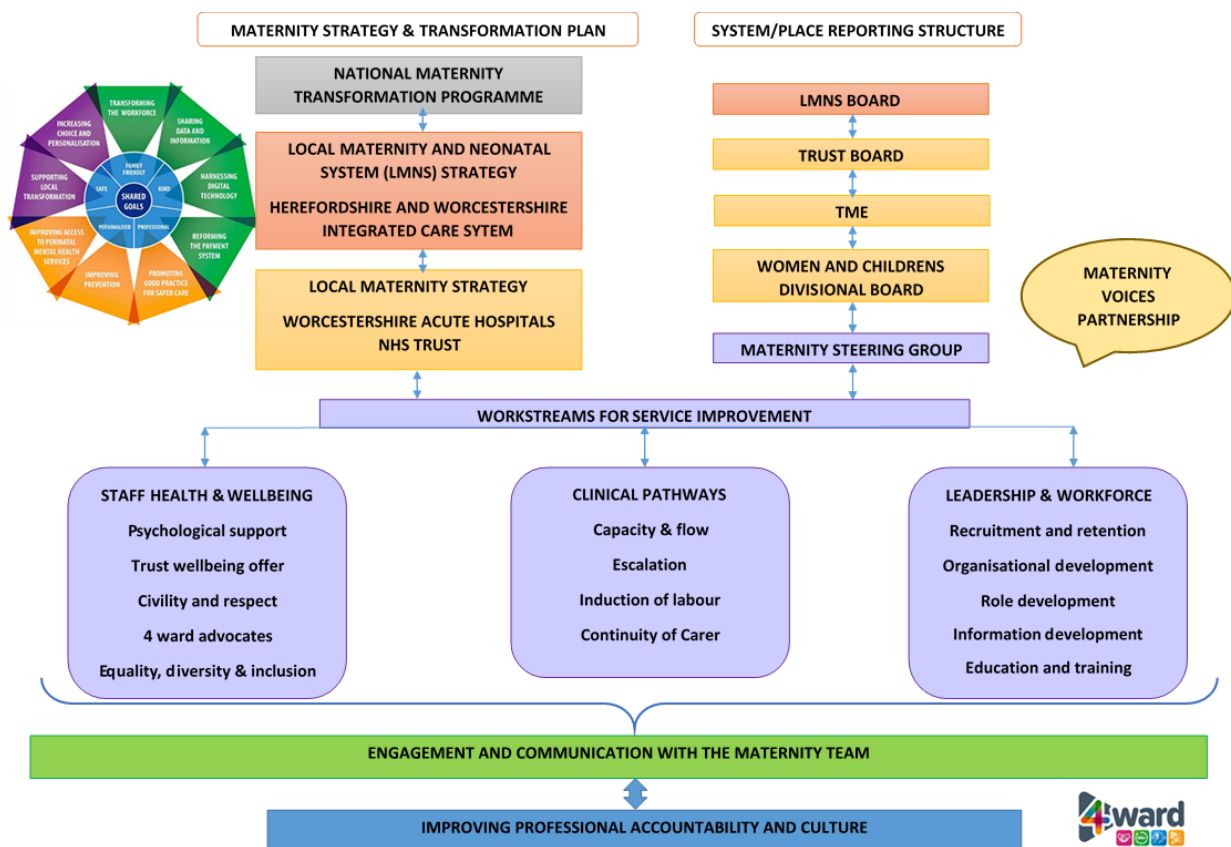 MATERNITY STRATEGY & TRANSFORMATION PLAN
SYSTEM/PLACE REPORTING STRUCTURE
NATIONAL MATERNITY
TRANSFORMATION PROGRAMME
LOCAL MATERNITY AND NEONATAL
SYSTEM (LMNS) STRATEGY
HEREFORDSHIRE AND WORCESTERSHIRE
INTEGRATED CARE SYTEM
LOCAL MATERNITY STRATEGY
WORCESTERSHIRE ACUTE HOSPITALS
NHS TRUST
TRANSFORMING
THE WORKFORCE
SHARING
DATA AND
INFORMATION
HARNESSING
DIGITAL
TECHNOLOGY
REFORMING
THE PAYMENT
SYSTEM
PROMOTING
GOOD PRACTICE
FOR SAFER CARE
IMPROVING
PREVENTION
IMPROVING ACCESS
TO PERINATAL
MENTAL HEALTH
SERVICES
SUPPORTING
LOCAL
TRANSFORMATION
INCREASING
CHOICE AND
PERSONALISATION
FAMILY
FRIENDLY
SAFE
KIND
SHARED
GOALS
PERSONALISED
PROFESSIONAL
LMNS BOARD
TRUST BOARD
TME
WOMEN AND CHILDRENS
DIVISIONAL BOARD
MATERNITY STEERING GROUP
MATERNITY
VOICES
PARTNERSHIP
WORKSTREAMS FOR SERVICE IMPROVEMENT
STAFF HEALTH & WELLBEING
Psychological support
Trust wellbeing offer
Civility and respect
4 ward advocates
Equality, diversity & inclusion
CLINICAL PATHWAYS
Capacity & flow
Escalation
Induction of labour
Continuity of Carer
LEADERSHIP & WORKFORCE
Recruitment and retention
Organisational development
Role development
Information development
Education and training
ENGAGEMENT AND COMMUNICATION WITH THE MATERNITY TEAM
IMPROVING PROFESSIONAL ACCOUNTABILITY AND CULTURE
4ward